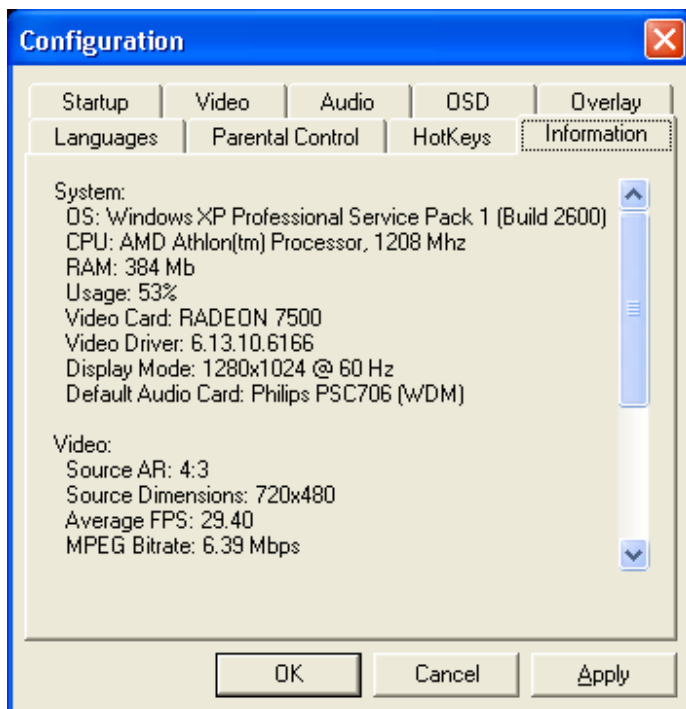 Configuration
Startup Video Audio OSD Overlay
Languages Parental Control HotKeys Information
System:
OS: Windows XP Professional Service Pack 1 (Build 2600)
CPU: AMD Athlon(tm) Processor, 1208 Mhz
RAM: 384 Mb
Usage: 53%
Video Card: RADEON 7500
Video Driver: 6.13.10.6166
Display Mode: 1280x1024 @ 60 Hz
Default Audio Card: Philips PSC706 (WDM)
Video:
Source AR: 4:3
Source Dimensions: 720x480
Average FPS: 29.40
MPEG Bitrate: 6.39 Mbps
OK Cancel Apply